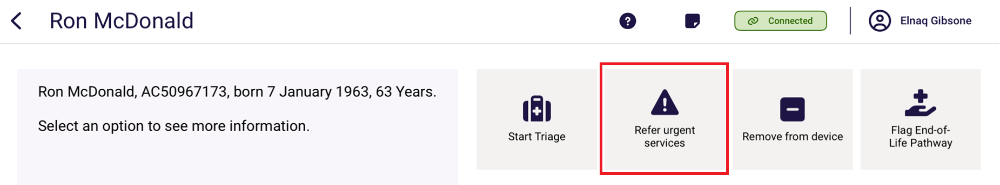 Ron McDonald
Connected
Elnaq Gibsone
Ron McDonald, AC50967173, born 7 January 1963, 63 Years.
Select an option to see more information.
Start Triage
Refer urgent
services
Remove from device
Flag End-of-
Life Pathway